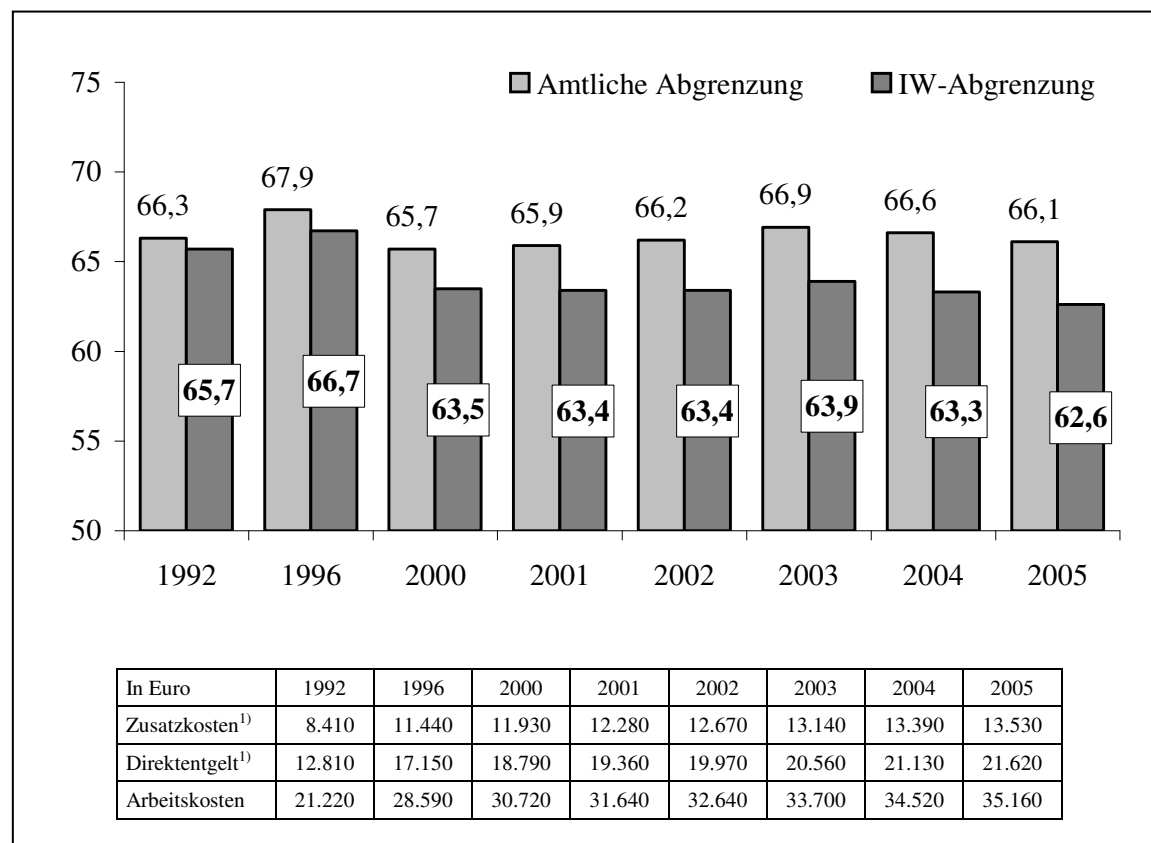 75
Amtliche Abgrenzung IW-Abgrenzung
70
67,9
66,3 65,7 65,9 66,2 66,9 66,6 66,1
65
60
65,7 66,7 63,5 63,4 63,4 63,9 63,3 62,6
55
50
1992 1996 2000 2001 2002 2003 2004 2005
In Euro 1992 1996 2000 2001 2002 2003 2004 2005
Zusatzkosten1) 8.410 11.440 11.930 12.280 12.670 13.140 13.390 13.530
Direktentgelt1) 12.810 17.150 18.790 19.360 19.970 20.560 21.130 21.620
Arbeitskosten 21.220 28.590 30.720 31.640 32.640 33.700 34.520 35.160